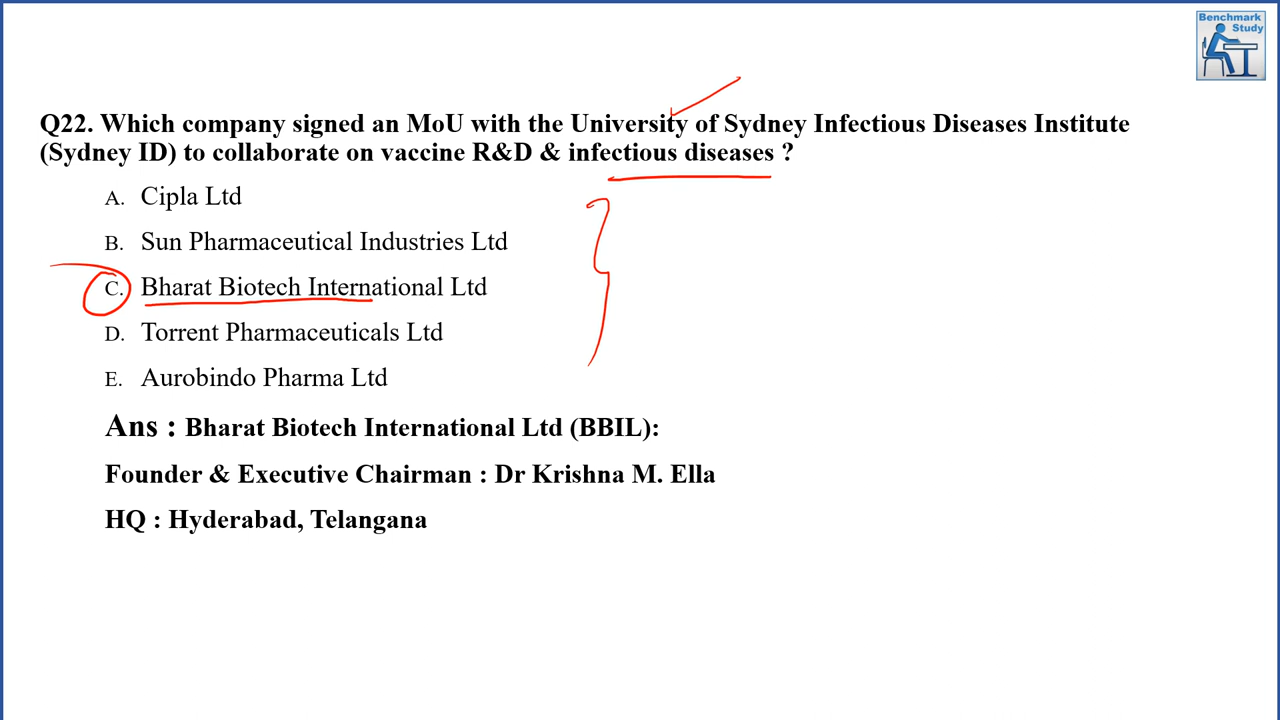 Benchmark
Study
Q22. Which company signed an MoU with the University of Sydney Infectious Diseases Institute
(Sydney ID) to collaborate on vaccine R&D & infectious diseases ?
A. Cipla Ltd
B. Sun Pharmaceutical Industries Ltd
C. Bharat Biotech International Ltd
D. Torrent Pharmaceuticals Ltd
E. Aurobindo Pharma Ltd
Ans : Bharat Biotech International Ltd (BBIL):
Founder & Executive Chairman : Dr Krishna M. Ella
HQ : Hyderabad, Telangana